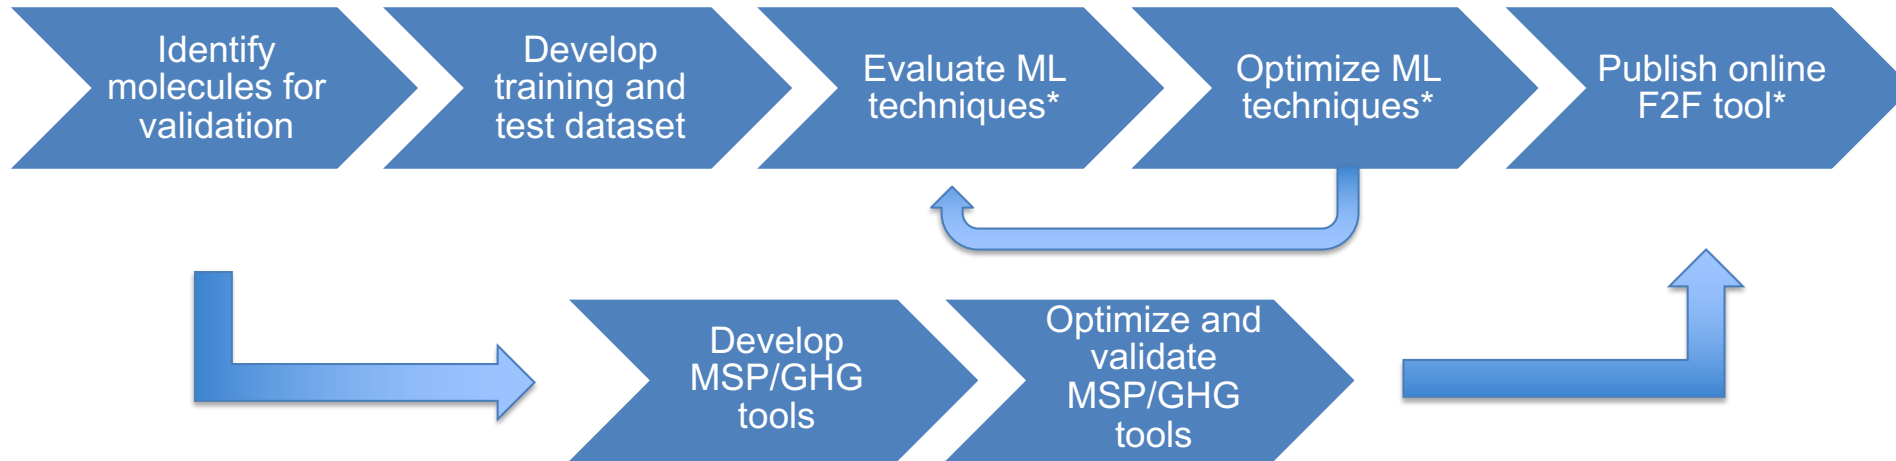 Identify
molecules for
validation
Develop
training and
test dataset
Evaluate ML
techniques*
Optimize ML
techniques*
Publish online
F2F tool*
Develop
MSP/GHG
tools
Optimize and
validate
MSP/GHG
tools